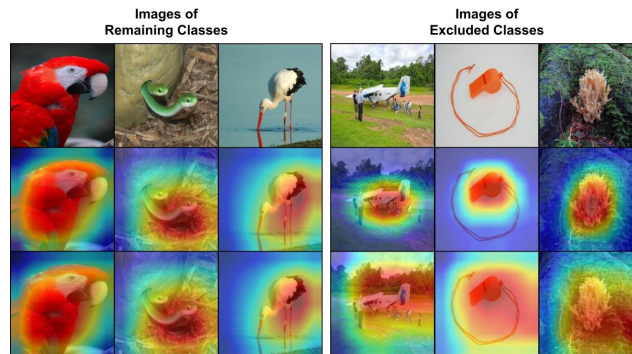 Images of
Remaining Classes
Images of
Excluded Classes